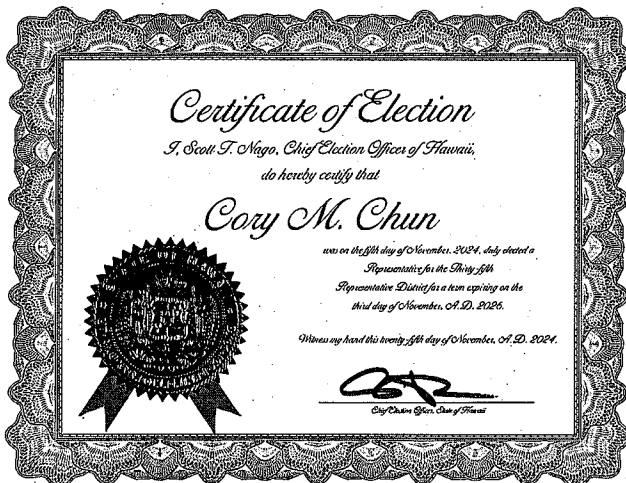 Certificate of Election
I, Scott T. Nago, Chief Election Officer of Hawaii,
do hereby certify that
Cory M. Chun
was on the fifth day of November, 2024, duly elected a
Representative for the Thirty-fifth
Representative District for a term expiring on the
third day of November, A.D. 2026.
Witness my hand this twenty-fifth day of November, A.D. 2024.
Chief Election Officer, State of Hawaii